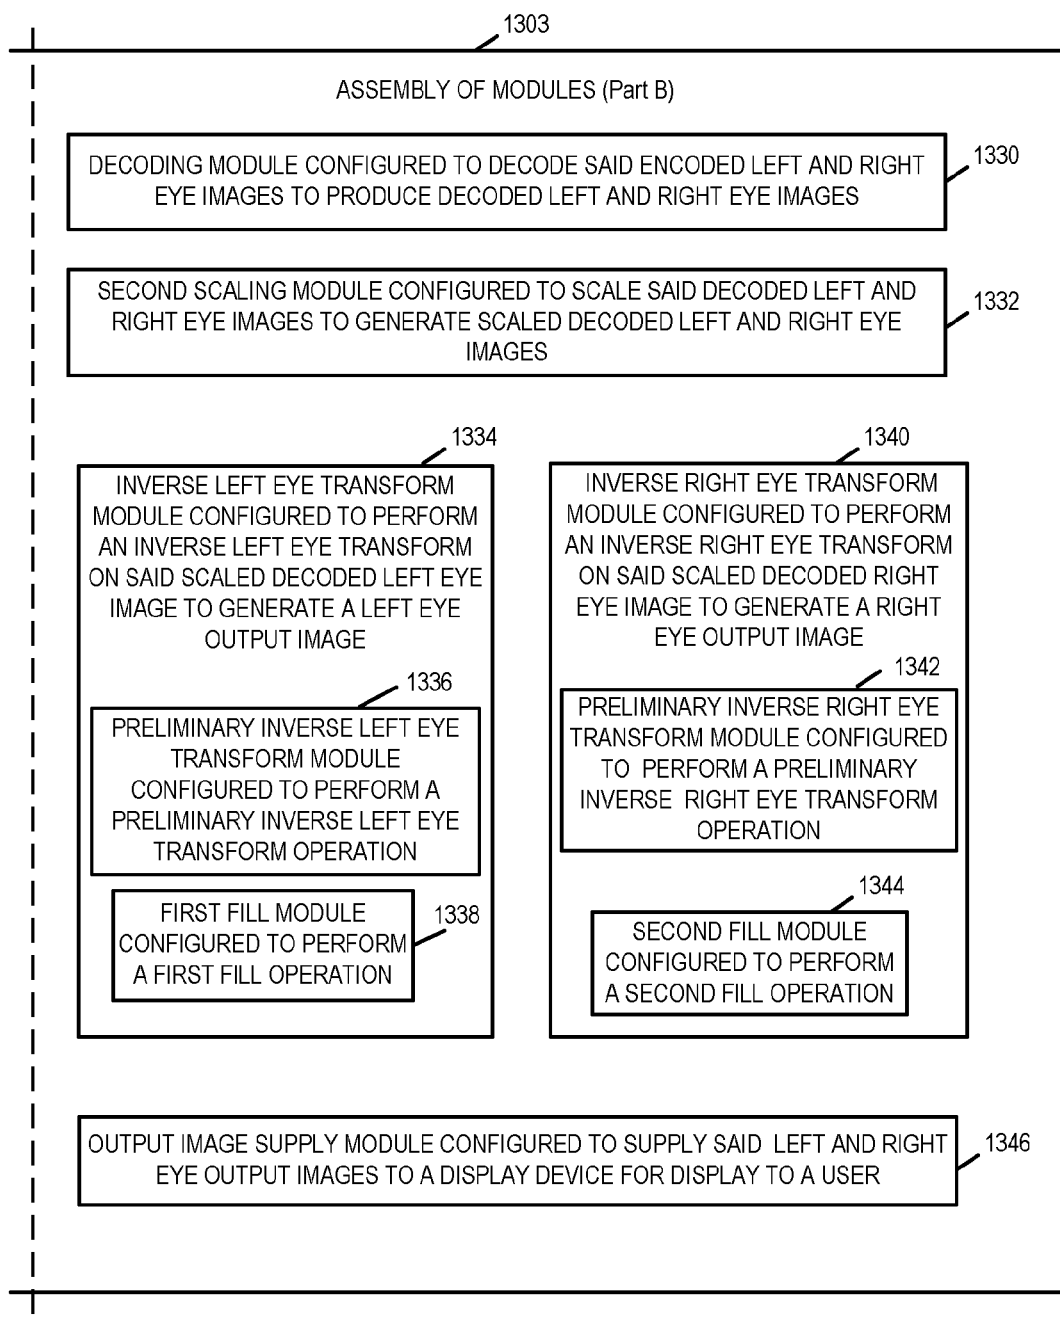 1303
ASSEMBLY OF MODULES (Part B)
DECODING MODULE CONFIGURED TO DECODE SAID ENCODED LEFT AND RIGHT
EYE IMAGES TO PRODUCE DECODED LEFT AND RIGHT EYE IMAGES
1330
SECOND SCALING MODULE CONFIGURED TO SCALE SAID DECODED LEFT AND
RIGHT EYE IMAGES TO GENERATE SCALED DECODED LEFT AND RIGHT EYE
IMAGES
1332
1334
INVERSE LEFT EYE TRANSFORM
MODULE CONFIGURED TO PERFORM
AN INVERSE LEFT EYE TRANSFORM
ON SAID SCALED DECODED LEFT EYE
IMAGE TO GENERATE A LEFT EYE
OUTPUT IMAGE
1336
PRELIMINARY INVERSE LEFT EYE
TRANSFORM MODULE
CONFIGURED TO PERFORM A
PRELIMINARY INVERSE LEFT EYE
TRANSFORM OPERATION
FIRST FILL MODULE
CONFIGURED TO PERFORM
A FIRST FILL OPERATION
1338
1340
INVERSE RIGHT EYE TRANSFORM
MODULE CONFIGURED TO PERFORM
AN INVERSE RIGHT EYE TRANSFORM
ON SAID SCALED DECODED RIGHT
EYE IMAGE TO GENERATE A RIGHT
EYE OUTPUT IMAGE
1342
PRELIMINARY INVERSE RIGHT EYE
TRANSFORM MODULE CONFIGURED
TO PERFORM A PRELIMINARY
INVERSE RIGHT EYE TRANSFORM
OPERATION
1344
SECOND FILL MODULE
CONFIGURED TO PERFORM
A SECOND FILL OPERATION
OUTPUT IMAGE SUPPLY MODULE CONFIGURED TO SUPPLY SAID LEFT AND RIGHT
EYE OUTPUT IMAGES TO A DISPLAY DEVICE FOR DISPLAY TO A USER
1346